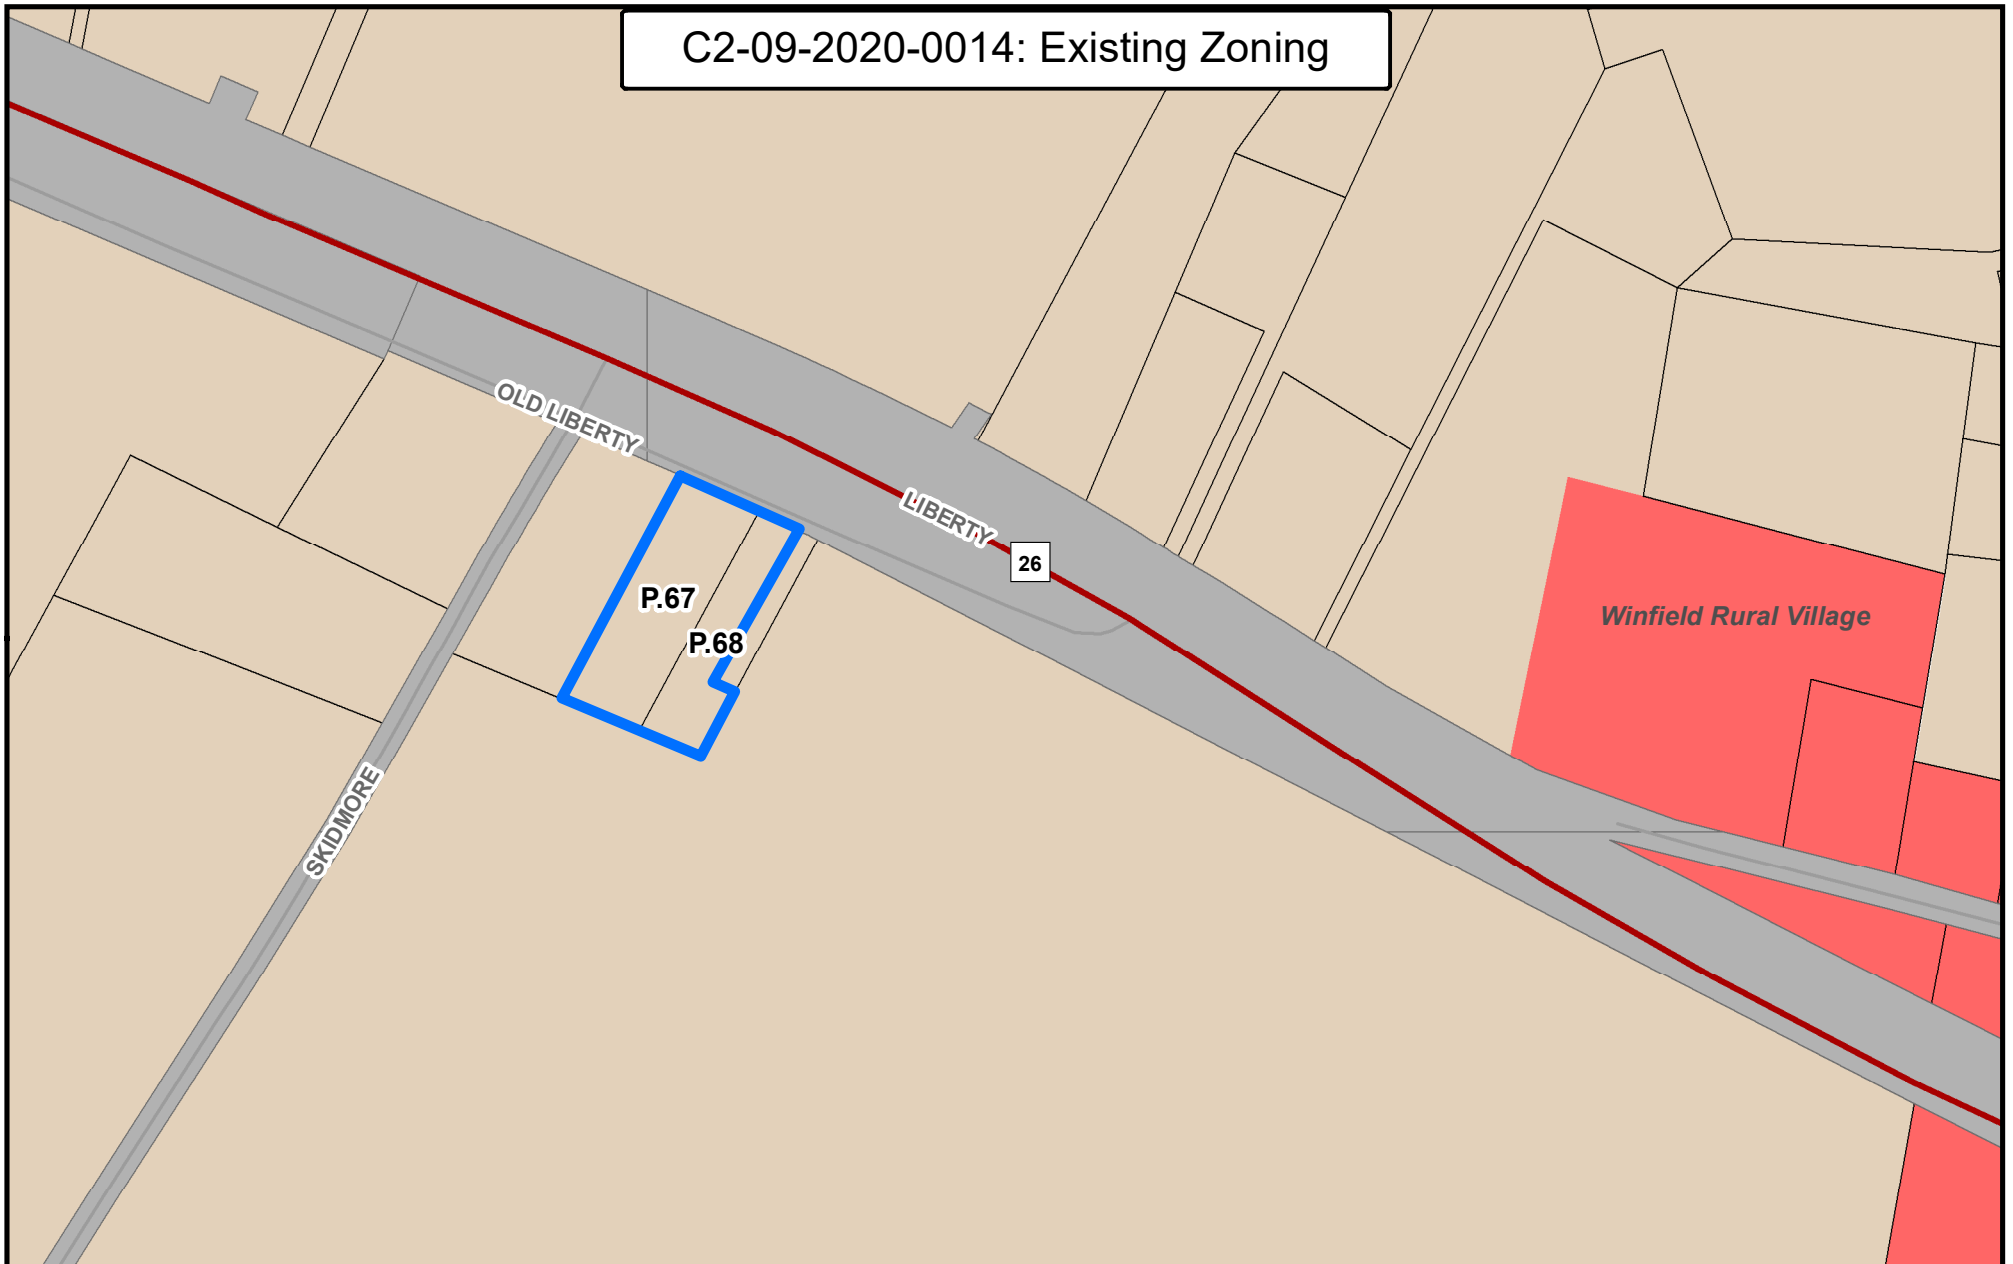 C2-09-2020-0014: Existing Zoning
OLD LIBERTY
LIBERTY
26
P.67
P.68
Winfield Rural Village
SKIDMORE